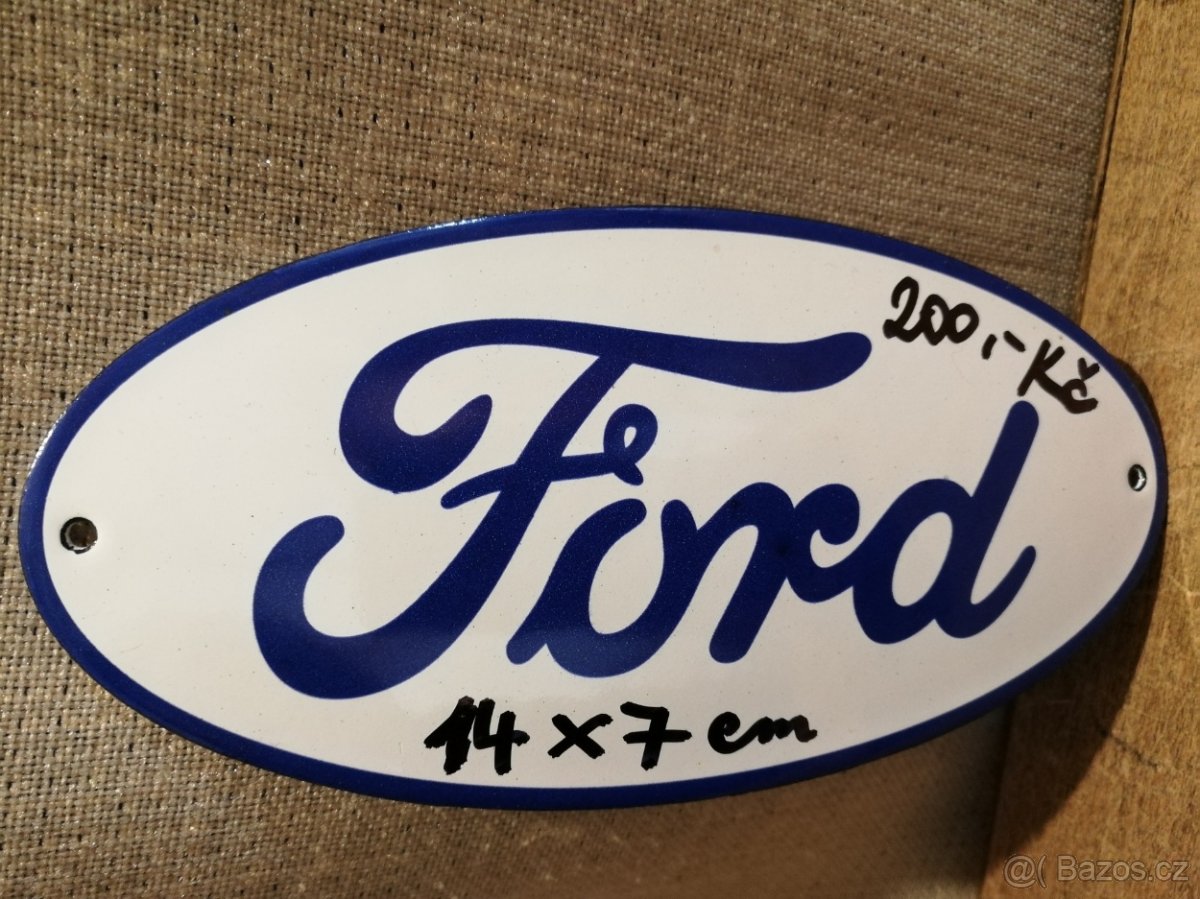 200,- Kč
Ford
14 x 7 cm
@( Bazos.cz